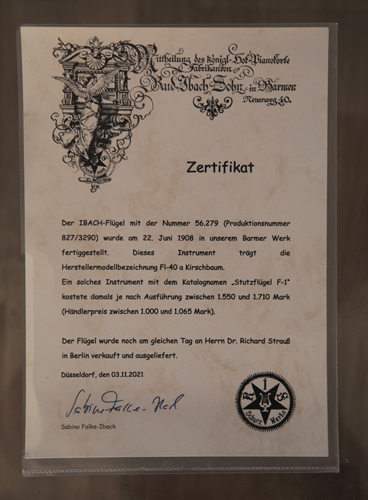 Mittheilung des königl. Hof-Pianoforte
Fabrikanten
Rud. Ibach Sohn in Barmen
Neuerweg 40.
Zertifikat
Der IBACH-Flügel mit der Nummer 56.279 (Produktionsnummer
827/3290) wurde am 22. Juni 1908 in unserem Barmer Werk
fertiggestellt. Dieses Instrument trägt die
Herstellermodellbezeichnung Fl-40 a Kirschbaum.
Ein solches Instrument mit dem Katalognamen „Stutzflügel F-1“
kostete damals je nach Ausführung zwischen 1.550 und 1.710 Mark
(Händlerpreis zwischen 1.000 und 1.065 Mark).
Der Flügel wurde noch am gleichen Tag an Herrn Dr. Richard Strauß
in Berlin verkauft und ausgeliefert.
Düsseldorf, den 03.11.2021
Sabine Falke-Ibach
R I S
Schutz Marke